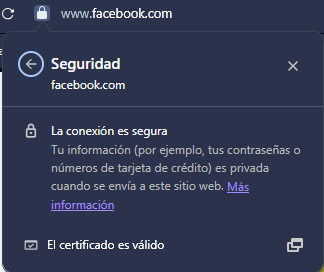 www.facebook.com
Seguridad
facebook.com
La conexión es segura
Tu información (por ejemplo, tus contraseñas o
números de tarjeta de crédito) es privada
cuando se envía a este sitio web. Más
información
El certificado es válido